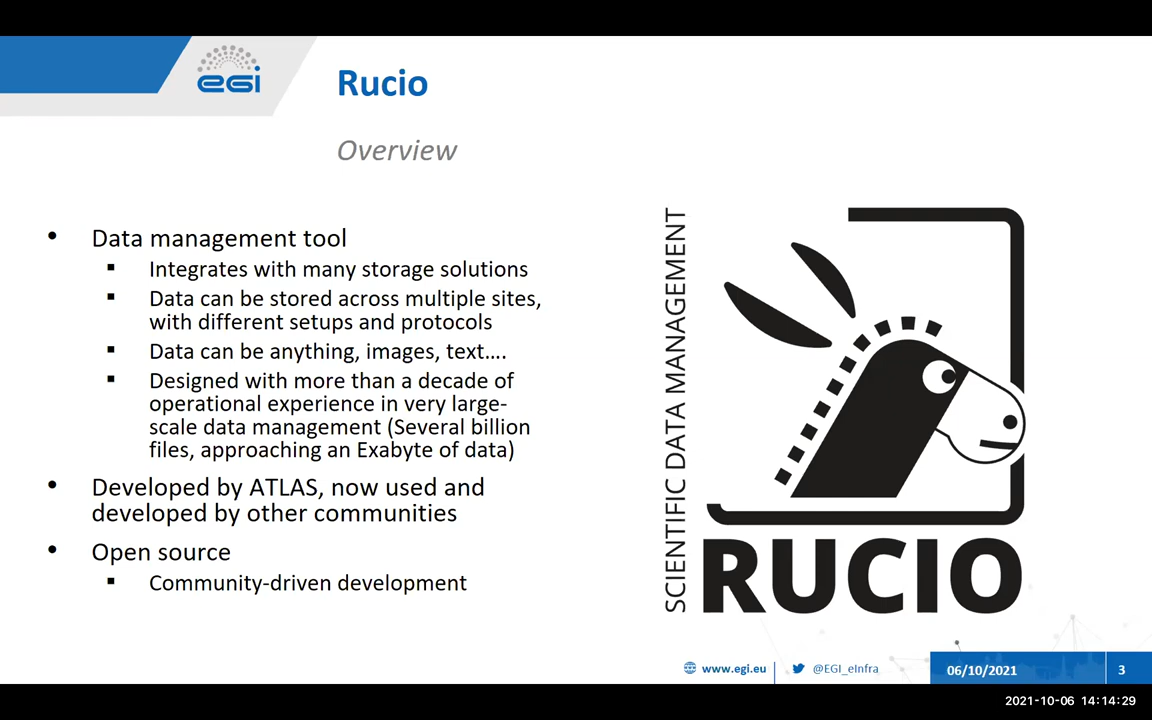 egi
Rucio
Overview
• Data management tool
▪ Integrates with many storage solutions
▪ Data can be stored across multiple sites,
with different setups and protocols
▪ Data can be anything, images, text....
▪ Designed with more than a decade of
operational experience in very large-
scale data management (Several billion
files, approaching an Exabyte of data)
• Developed by ATLAS, now used and
developed by other communities
• Open source
▪ Community-driven development
SCIENTIFIC DATA MANAGEMENT
RUCIO
www.egi.eu
@EGI_eInfra
06/10/2021
3
2021-10-06 14:14:29